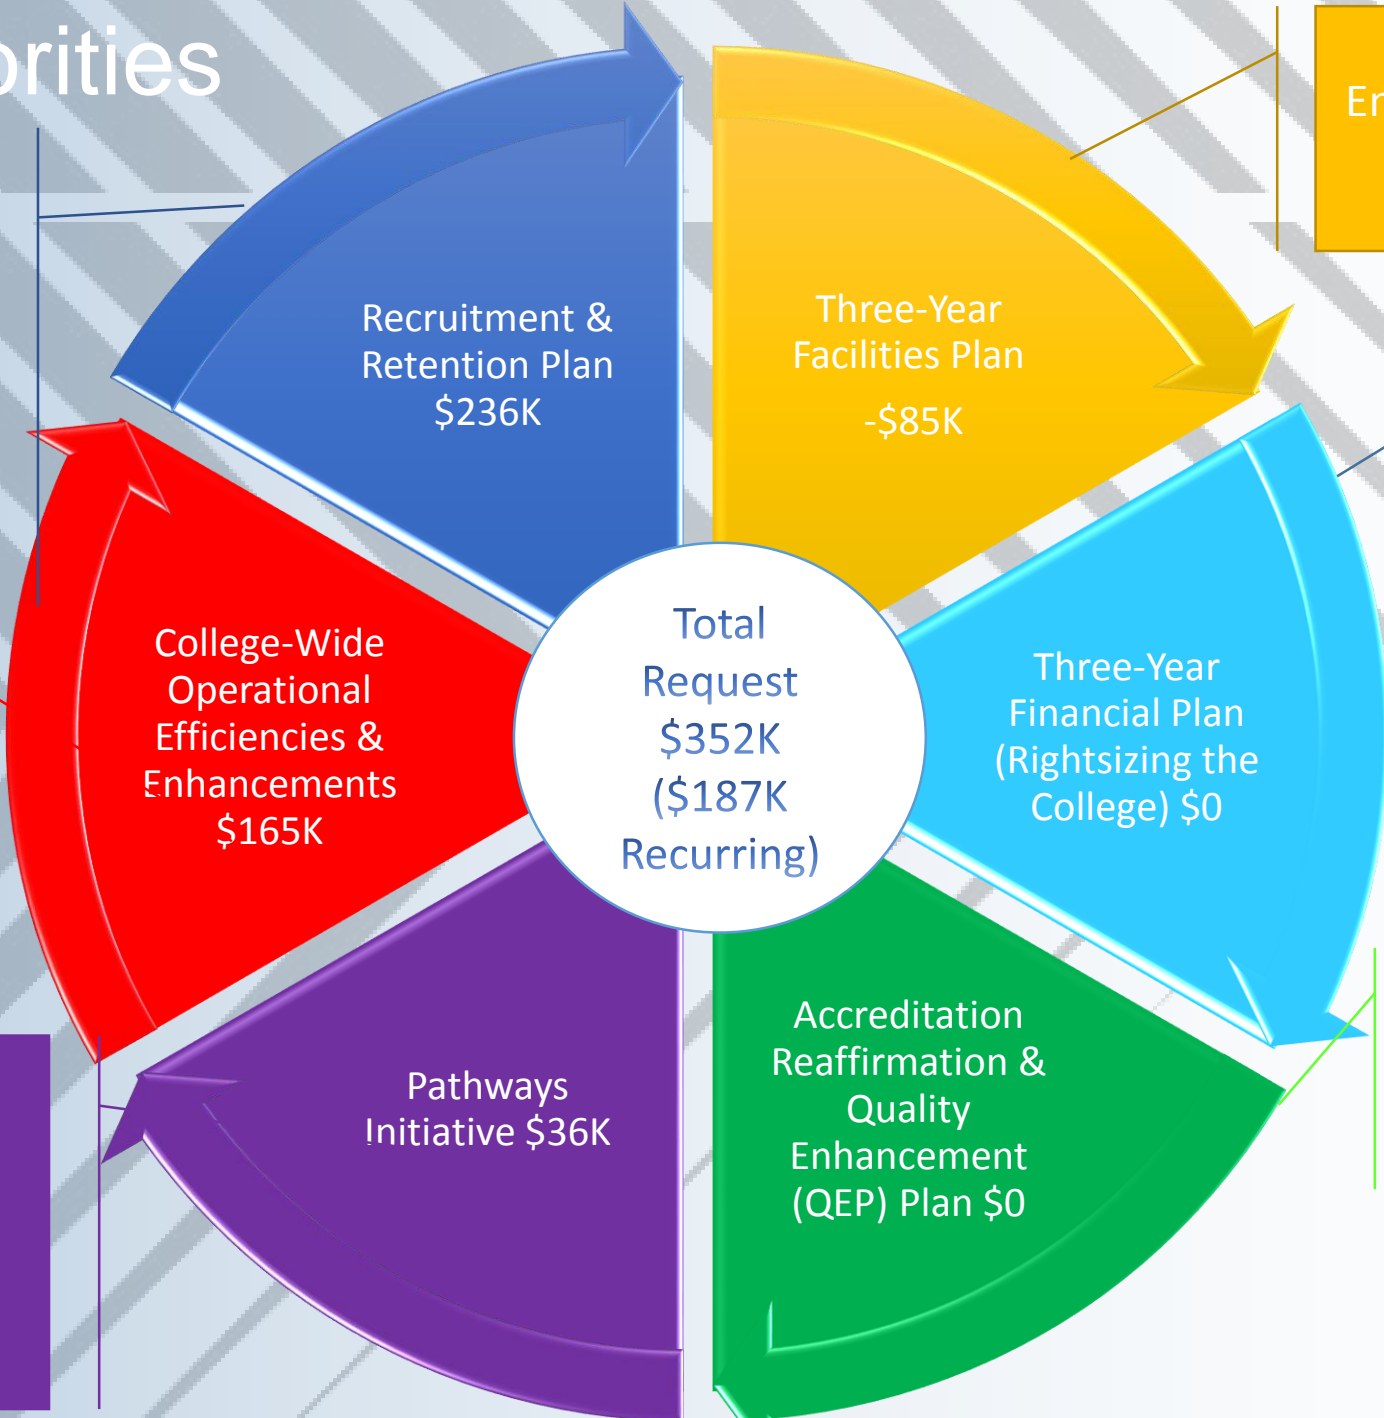 orities
En
Recruitment &
Retention Plan
$236K
Three-Year
Facilities Plan
-$85K
Three-Year
Financial Plan
(Rightsizing the
College) $0
Accreditation
Reaffirmation &
Quality
Enhancement
(QEP) Plan $0
Pathways
Initiative $36K
College-Wide
Operational
Efficiencies &
Enhancements
$165K
Total
Request
$352K
($187K
Recurring)